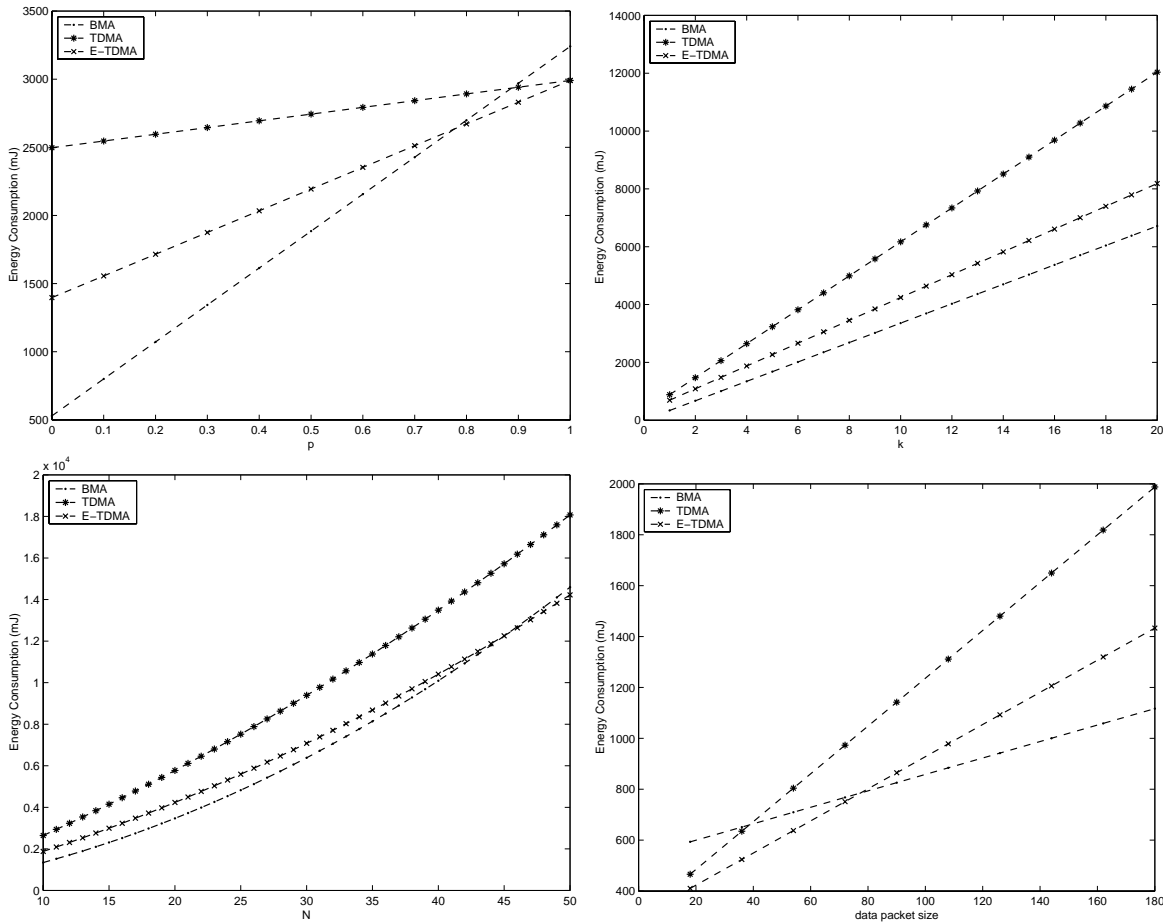 3500
3000
2500
2000
1500
1000
500
Energy Consumption (mJ)
BMA
TDMA
E-TDMA
0 0.1 0.2 0.3 0.4 0.5 0.6 0.7 0.8 0.9 1
p
14000
12000
10000
8000
6000
4000
2000
0
Energy Consumption (mJ)
BMA
TDMA
E-TDMA
0 2 4 6 8 10 12 14 16 18 20
k
x 10^4
2
1.8
1.6
1.4
1.2
1
0.8
0.6
0.4
0.2
0
Energy Consumption (mJ)
BMA
TDMA
E-TDMA
10 15 20 25 30 35 40 45 50
N
2000
1800
1600
1400
1200
1000
800
600
400
Energy Consumption (mJ)
BMA
TDMA
E-TDMA
0 20 40 60 80 100 120 140 160 180
data packet size